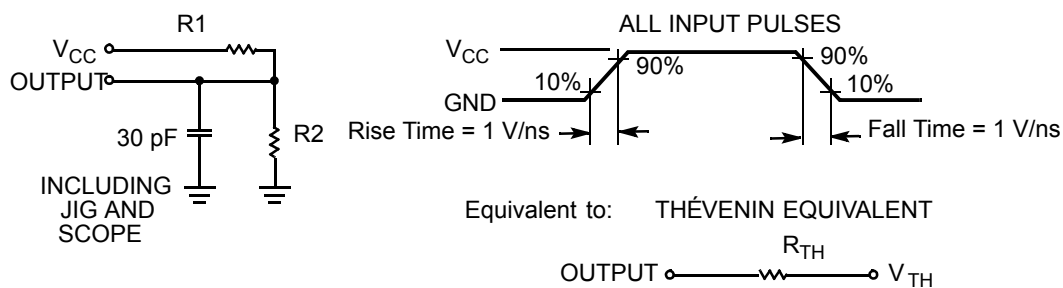 R1
VCC
OUTPUT
30 pF
R2
INCLUDING
JIG AND
SCOPE
ALL INPUT PULSES
VCC
90%
90%
10%
10%
GND
Rise Time = 1 V/ns
Fall Time = 1 V/ns
Equivalent to: THÉVENIN EQUIVALENT
RTH
OUTPUT
VTH